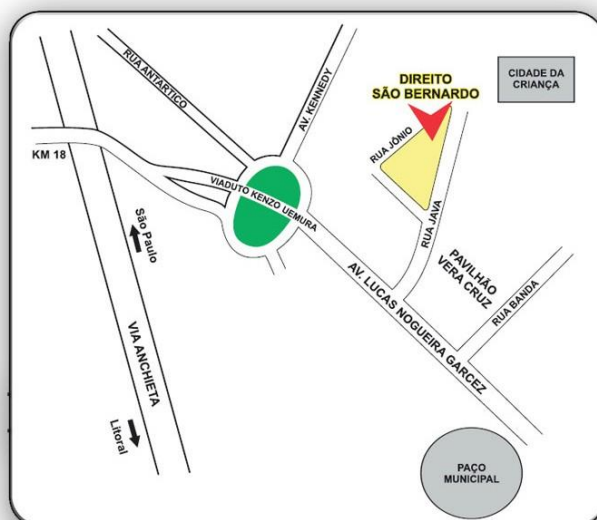 RUA ANTARTICO
AV. KENNEDY
DIREITO
SÃO BERNARDO
CIDADE DA
CRIANÇA
RUA JÔNIO
KM 18
VIADUTO KENZO UEMURA
São Paulo
RUA JAVA
PAVILHÃO
VERA CRUZ
AV. LUCAS NOGUEIRA GARCEZ
RUA BANDA
VIA ANCHIETA
Litoral
PAÇO
MUNICIPAL